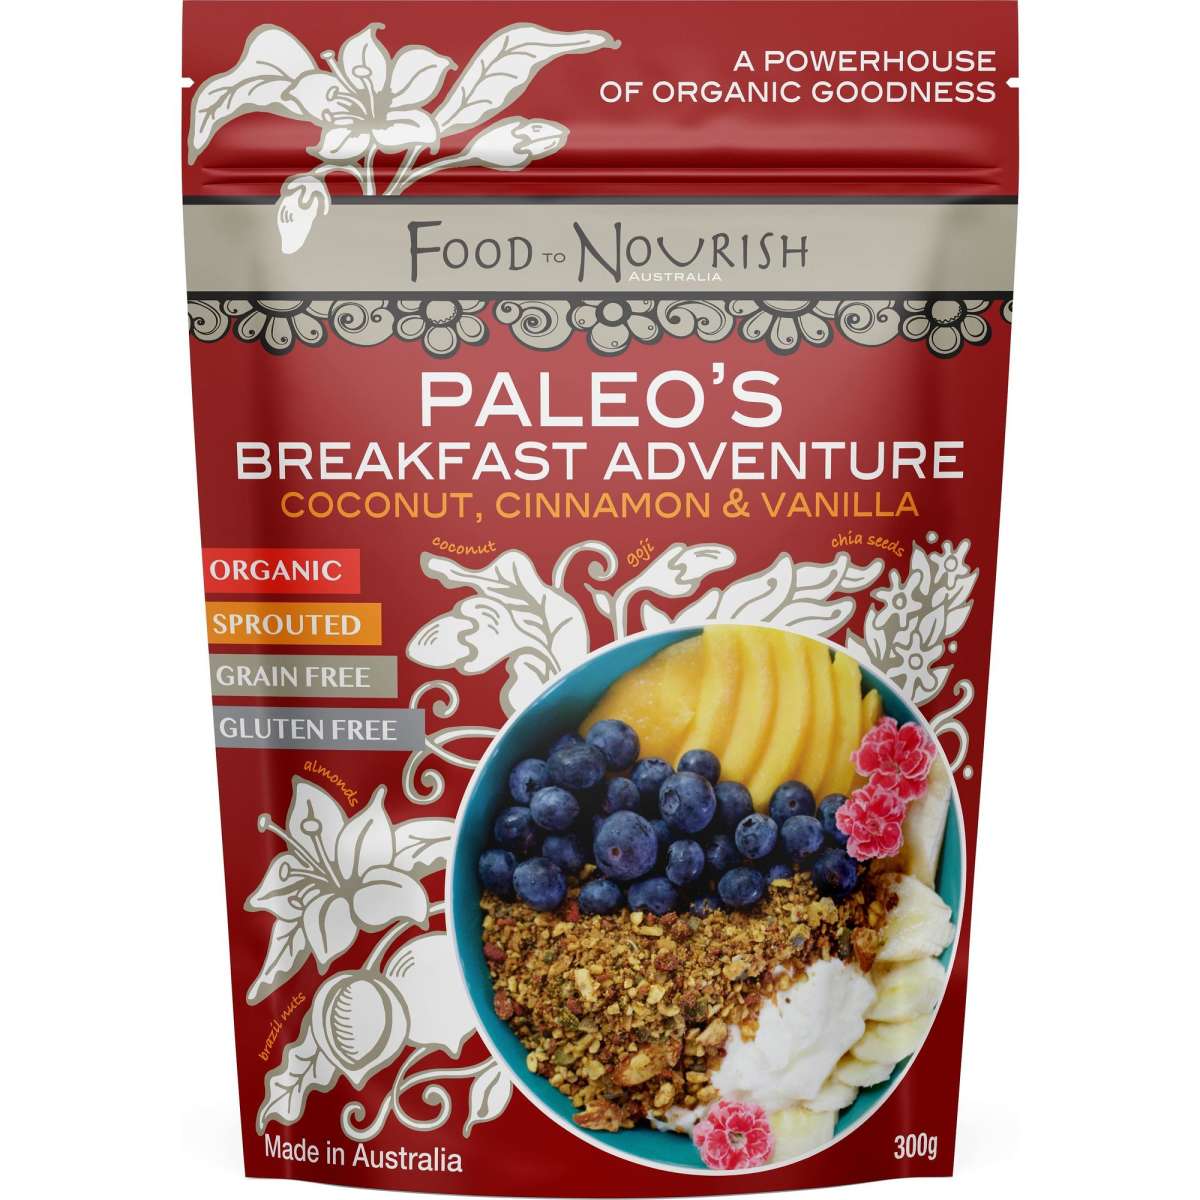 A POWERHOUSE
OF ORGANIC GOODNESS
FOOD TO NOURISH
AUSTRALIA
PALEO'S
BREAKFAST ADVENTURE
COCONUT, CINNAMON & VANILLA
coconut
goji
chia seeds
ORGANIC
SPROUTED
GRAIN FREE
GLUTEN FREE
almonds
brazil nuts
Made in Australia
300g